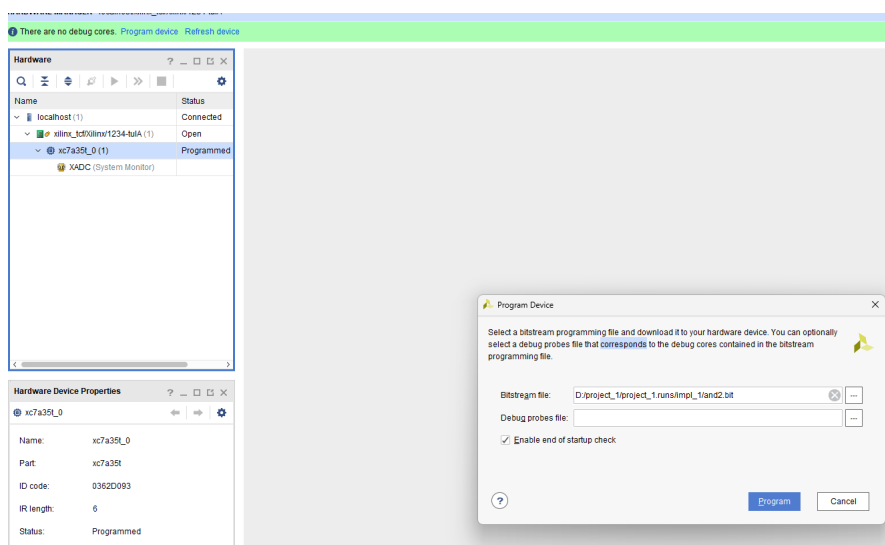 There are no debug cores. Program device Refresh device
Hardware
Name Status
localhost (1) Connected
xilinx_tcf/Xilinx/1234-tulA (1) Open
xc7a35t_0 (1) Programmed
XADC (System Monitor)
Hardware Device Properties
xc7a35t_0
Name: xc7a35t_0
Part: xc7a35t
ID code: 0362D093
IR length: 6
Status: Programmed
Program Device
Select a bitstream programming file and download it to your hardware device. You can optionally
select a debug probes file that corresponds to the debug cores contained in the bitstream
programming file.
Bitstream file: D:/project_1/project_1.runs/impl_1/and2.bit
Debug probes file:
Enable end of startup check
Program Cancel